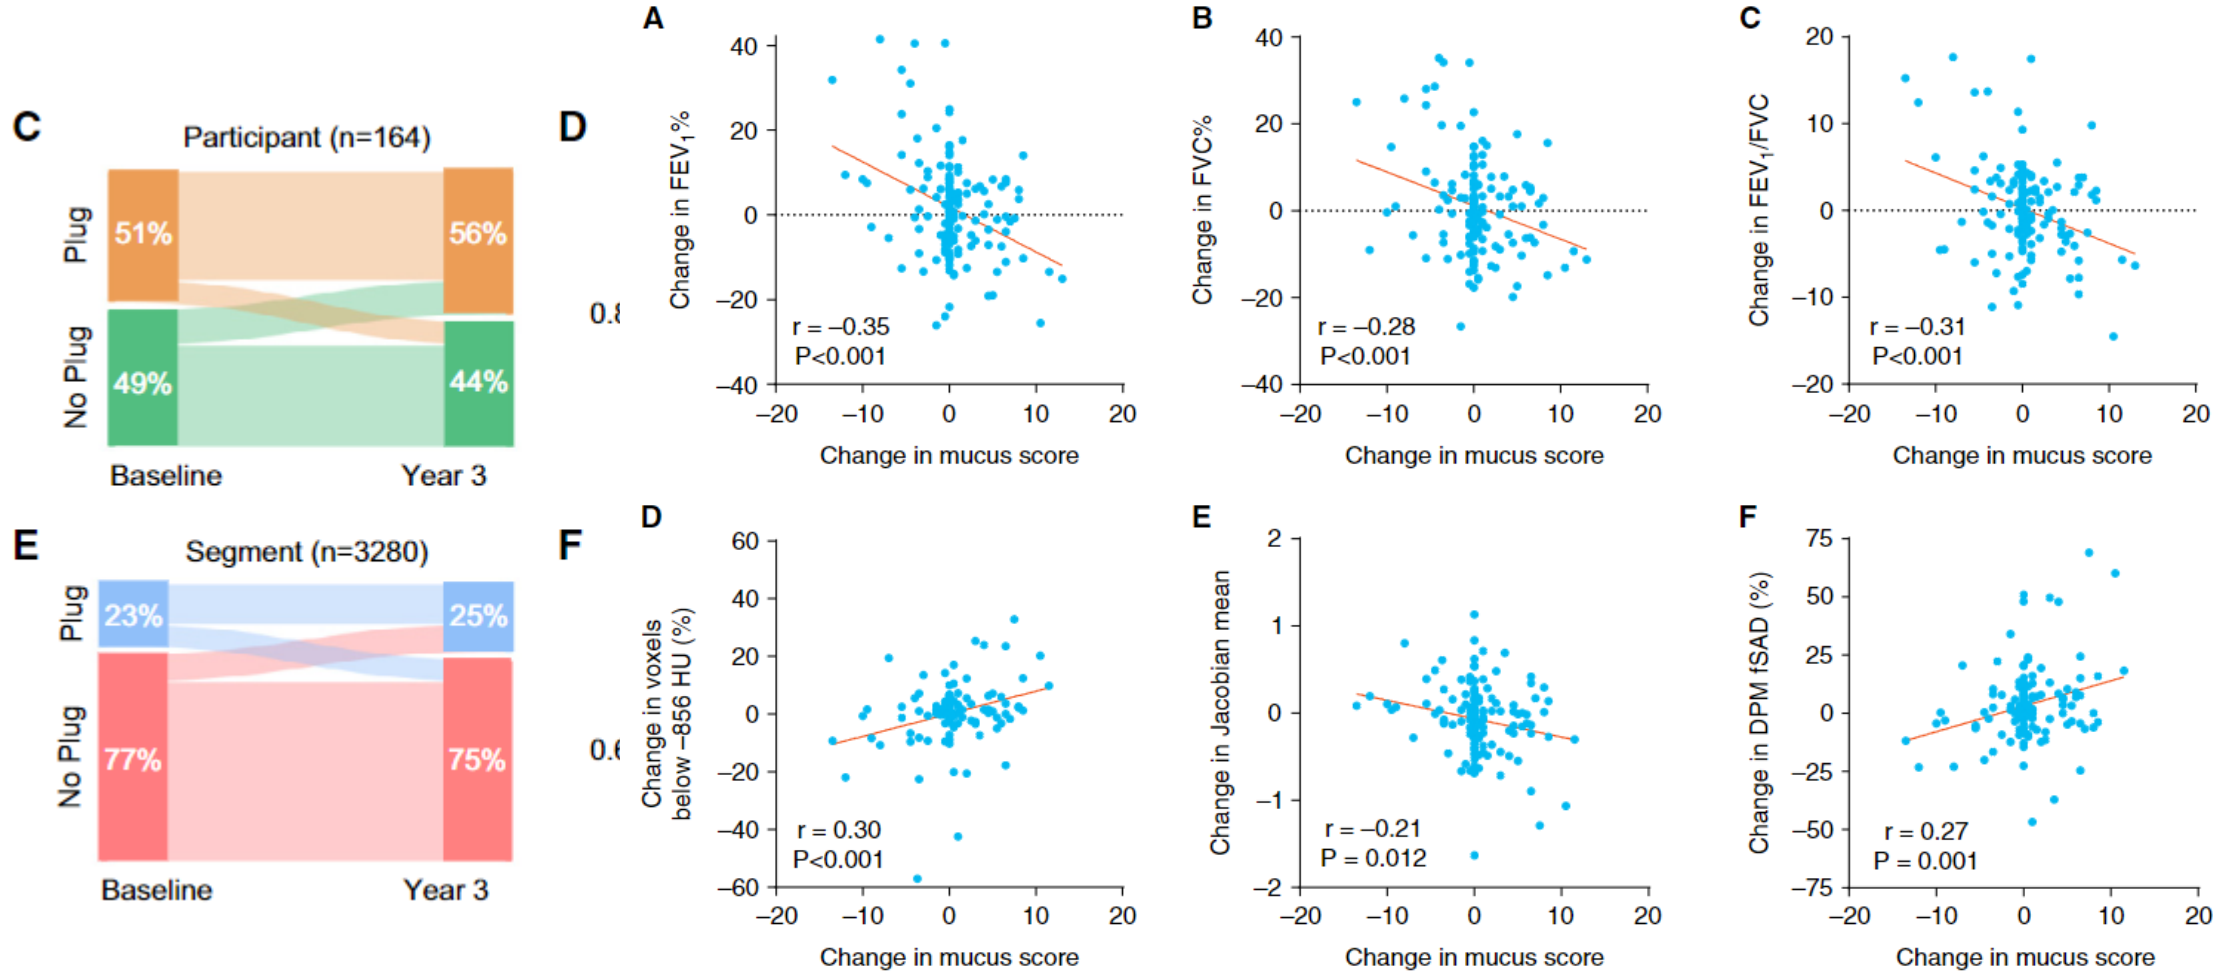 C
Participant (n=164)
Plug
No Plug
51%
49%
56%
44%
Baseline
Year 3
D
0.8
E
Segment (n=3280)
Plug
No Plug
23%
77%
25%
75%
Baseline
Year 3
F
0.6
A
Change in FEV₁%
40
20
0
–20
–40
r = –0.35
P<0.001
–20 –10 0 10 20
Change in mucus score
B
Change in FVC%
40
20
0
–20
–40
r = –0.28
P<0.001
–20 –10 0 10 20
Change in mucus score
C
Change in FEV₁/FVC
20
10
0
–10
–20
r = –0.31
P<0.001
–20 –10 0 10 20
Change in mucus score
D
Change in voxels
below –856 HU (%)
60
40
20
0
–20
–40
–60
r = 0.30
P<0.001
–20 –10 0 10 20
Change in mucus score
E
Change in Jacobian mean
2
1
0
–1
–2
r = –0.21
P = 0.012
–20 –10 0 10 20
Change in mucus score
F
Change in DPM fSAD (%)
75
50
25
0
–25
–50
–75
r = 0.27
P = 0.001
–20 –10 0 10 20
Change in mucus score